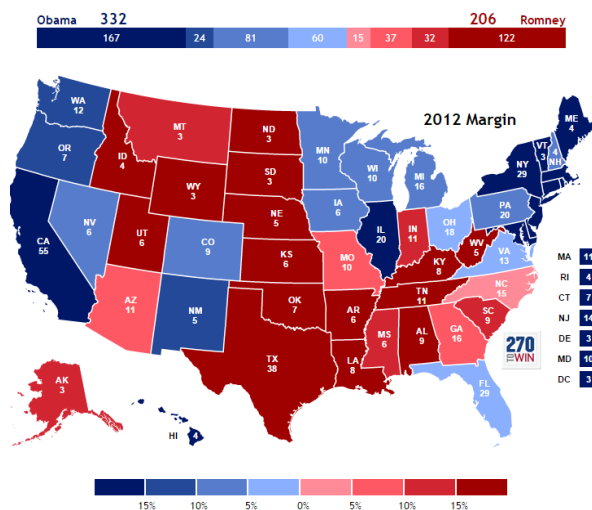 Obama 332 206 Romney
167 24 81 60 15 37 32 122
2012 Margin
WA
12
OR
7
CA
55
NV
6
ID
4
MT
3
WY
3
UT
6
AZ
11
CO
9
NM
5
ND
3
SD
3
NE
5
KS
6
OK
7
TX
38
MN
10
IA
6
MO
10
AR
6
LA
8
WI
10
IL
20
MS
6
MI
16
IN
11
KY
8
TN
11
AL
9
OH
18
WV
5
GA
16
FL
29
SC
9
NC
15
VA
13
PA
20
NY
29
VT
3
4
NH
ME
4
MA 11
RI 4
CT 7
NJ 14
DE 3
MD 10
DC 3
AK
3
HI 4
270
TO
WIN
15% 10% 5% 0% 5% 10% 15%